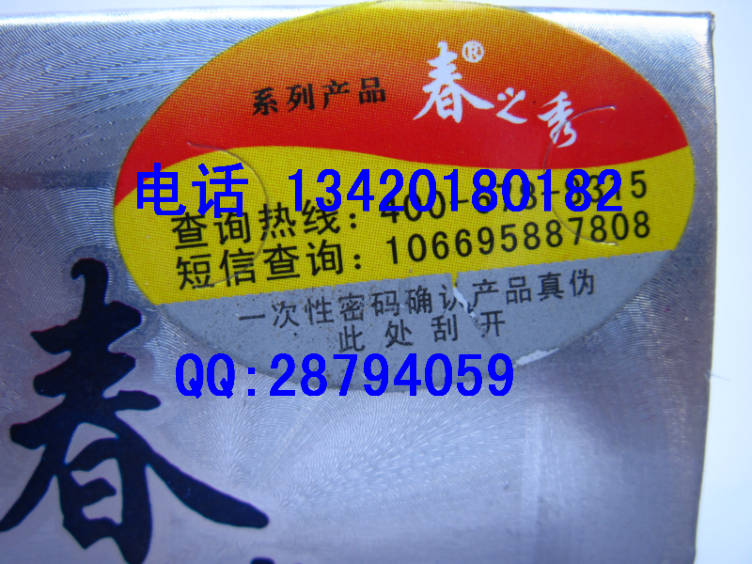 系列产品 春之秀®
电话 13420180182
查询热线：400-678-8315
短信查询：106695887808
一次性密码确认产品真伪
此处刮开
QQ:28794059
春